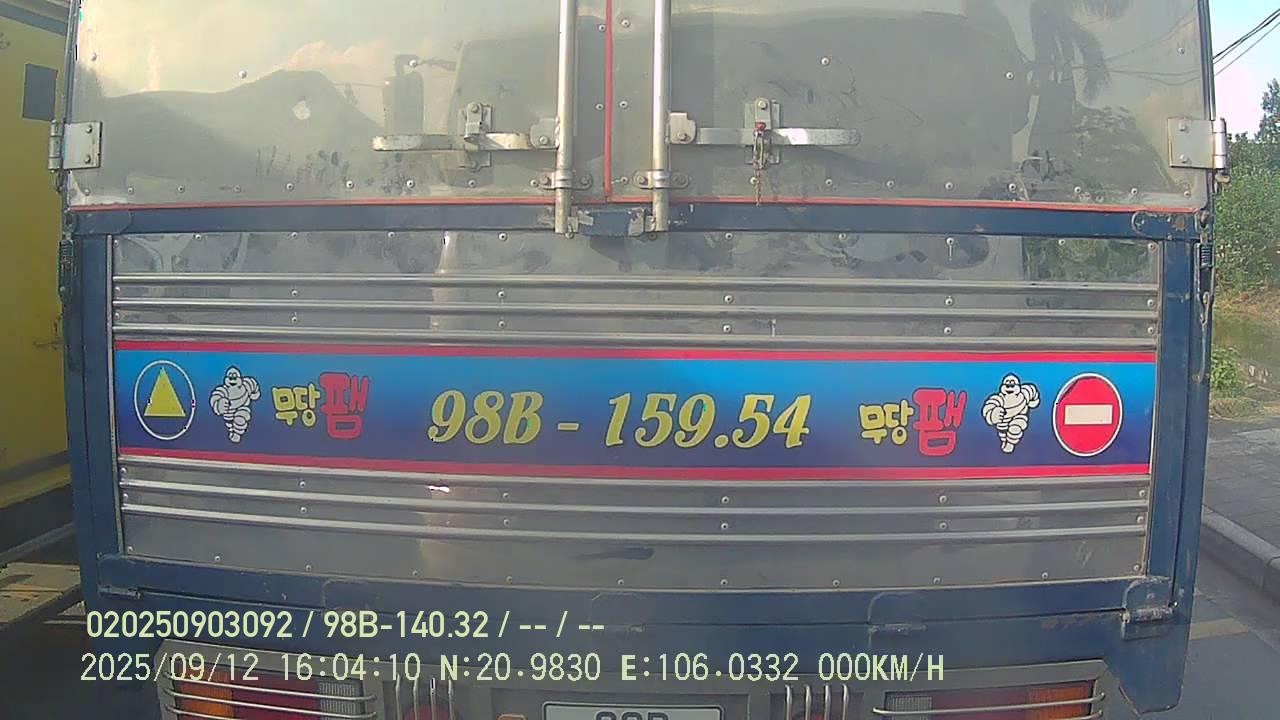 무당팸 98B - 159.54 무당팸
020250903092 / 98B-140.32 / -- / --
2025/09/12 16:04:10 N:20.9830 E:106.0332 000KM/H
98B